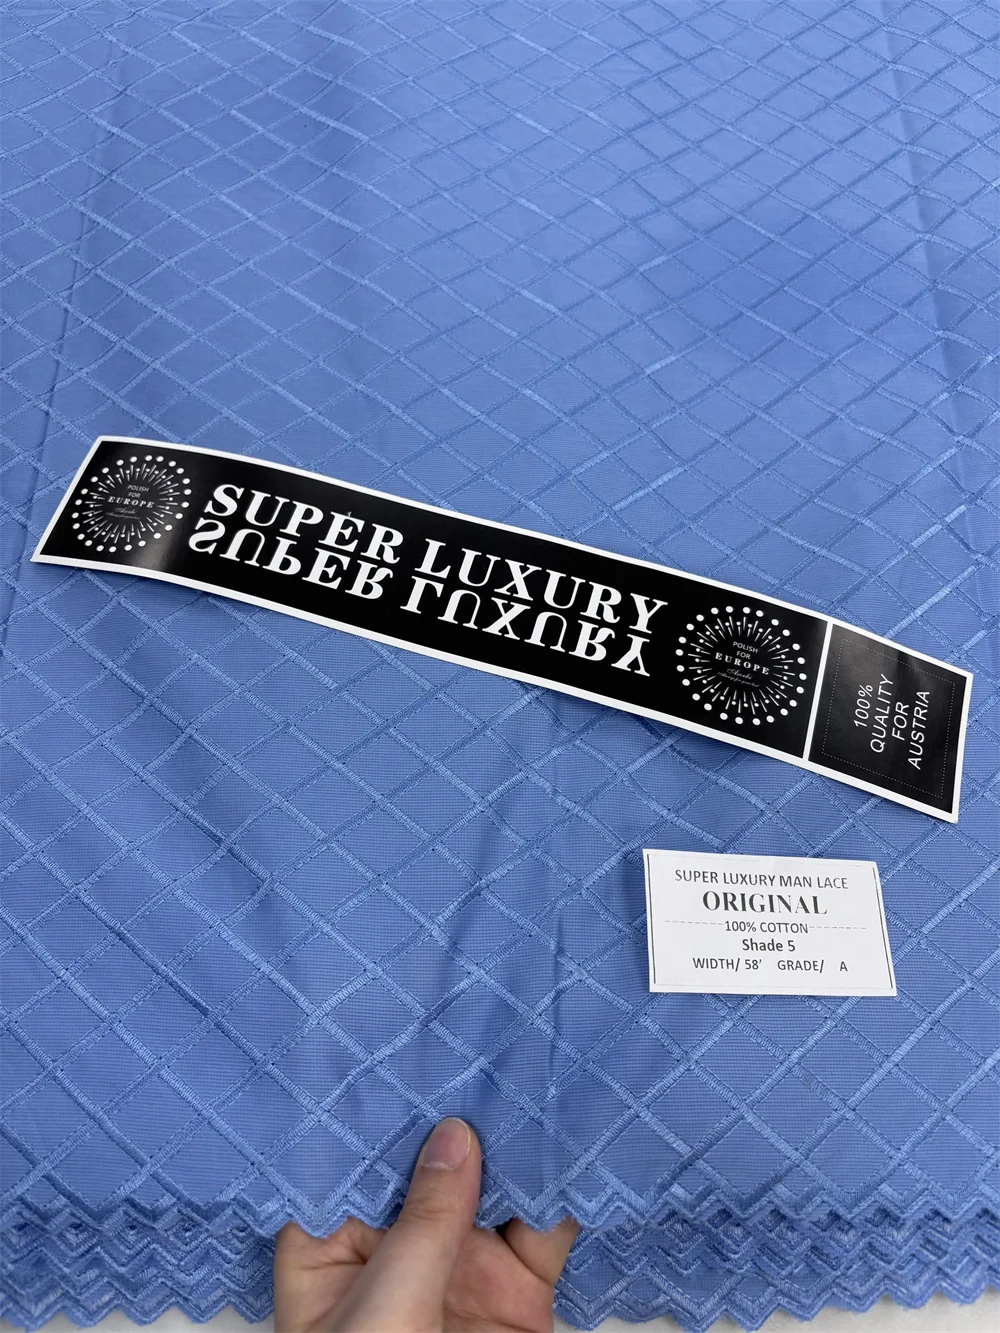 POLISH
FOR
EUROPE
SUPER LUXURY
SUPER LUXURY
POLISH
FOR
EUROPE
100%
QUALITY
FOR
AUSTRIA
SUPER LUXURY MAN LACE
ORIGINAL
100% COTTON
Shade 5
WIDTH/ 58' GRADE/ A